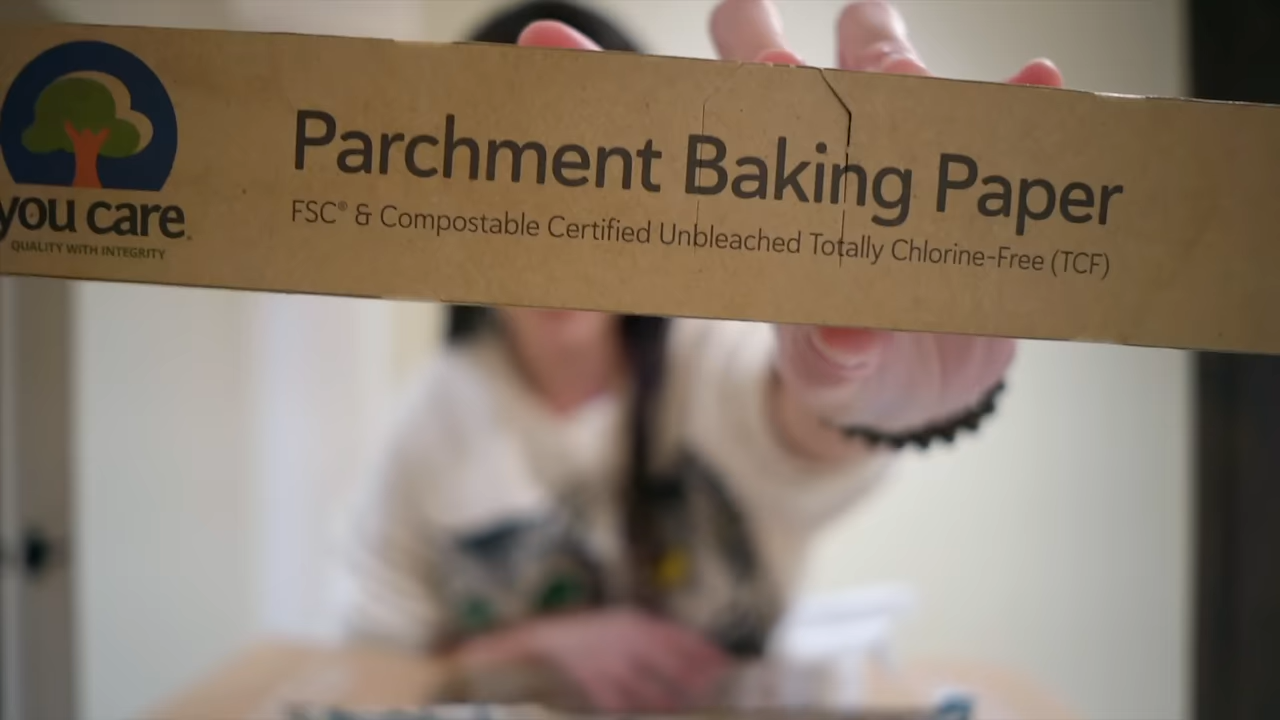 you care
QUALITY WITH INTEGRITY
Parchment Baking Paper
FSC® & Compostable Certified Unbleached Totally Chlorine-Free (TCF)